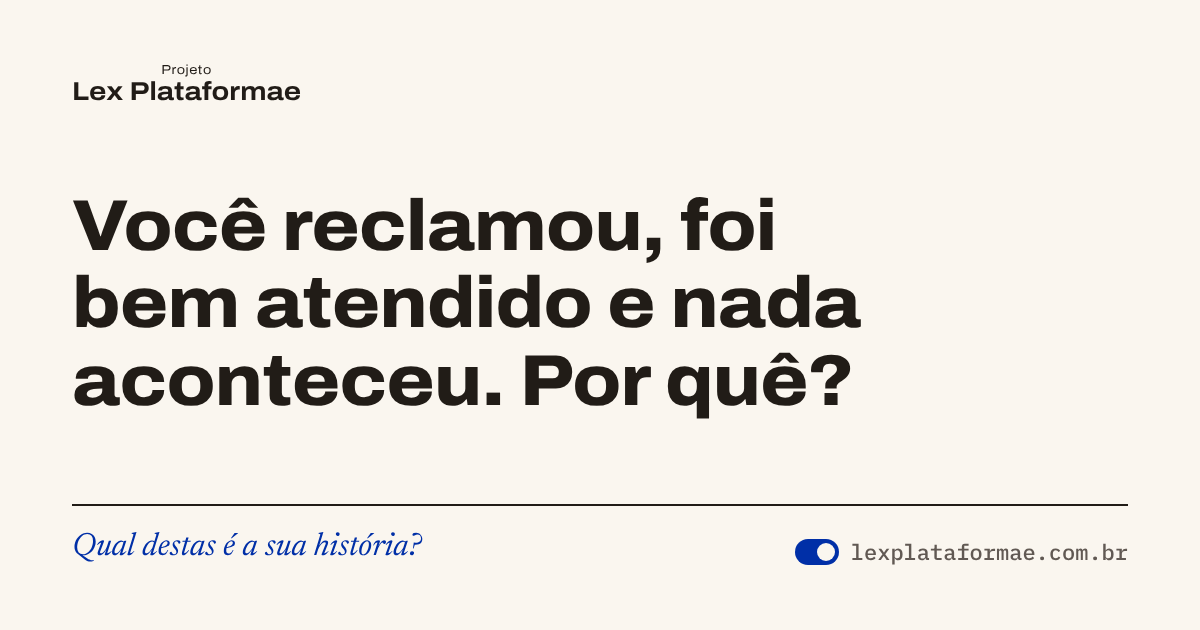 Projeto
Lex Plataformae
Você reclamou, foi
bem atendido e nada
aconteceu. Por quê?
Qual destas é a sua história?
lexplataformae.com.br